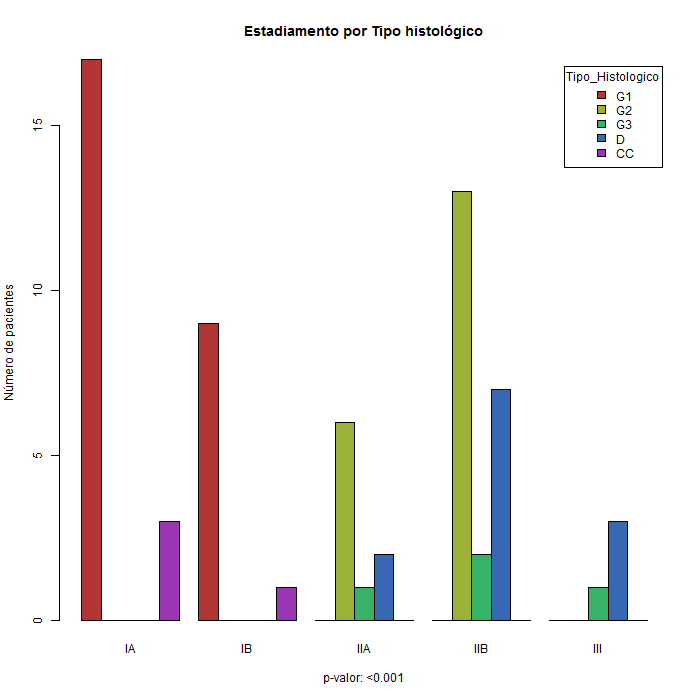 Estadiamento por Tipo histológico
Tipo_Histologico
G1
G2
G3
D
CC
Número de pacientes
15
10
5
0
IA
IB
IIA
IIB
III
p-valor: <0.001